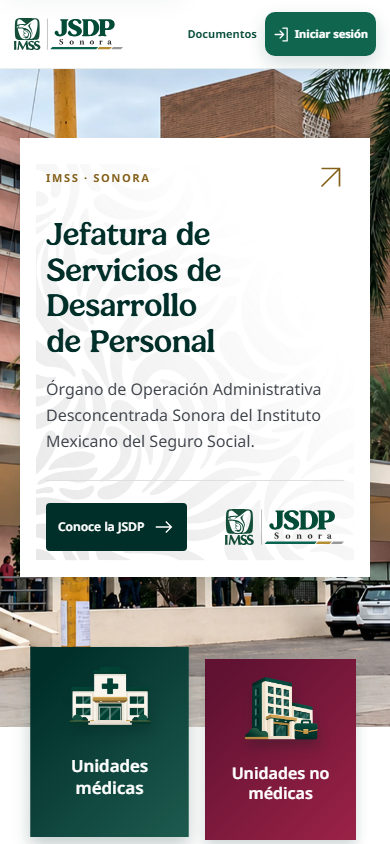 IMSS
JSDP
Sonora
Documentos
Iniciar sesión
IMSS · SONORA
Jefatura de
Servicios de
Desarrollo
de Personal
Órgano de Operación Administrativa
Desconcentrada Sonora del Instituto
Mexicano del Seguro Social.
Conoce la JSDP
IMSS
JSDP
Sonora
Unidades
médicas
Unidades no
médicas